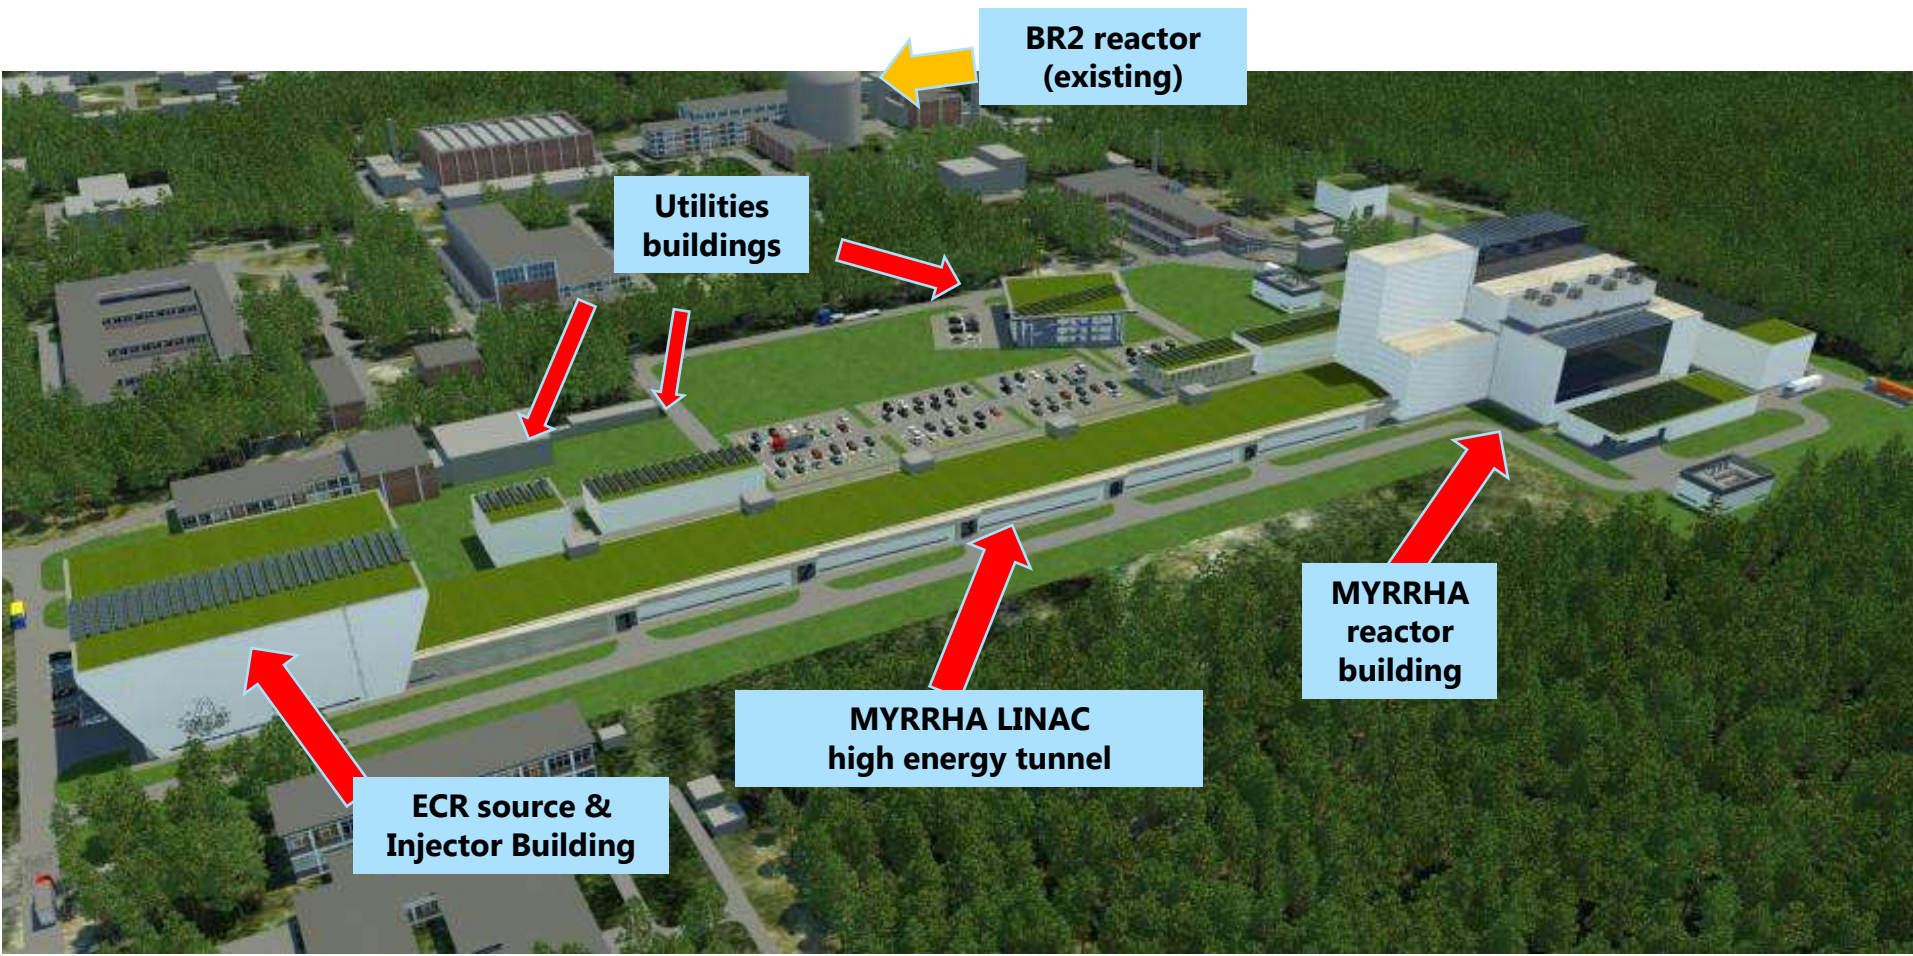 BR2 reactor
(existing)
Utilities
buildings
MYRRHA
reactor
building
MYRRHA LINAC
high energy tunnel
ECR source &
Injector Building